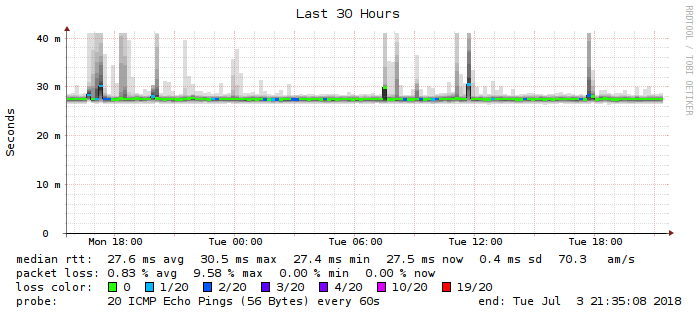 Last 30 Hours
RRDTOOL / TOBI OETIKER
Seconds
40 m
30 m
20 m
10 m
0
Mon 18:00 Tue 00:00 Tue 06:00 Tue 12:00 Tue 18:00
median rtt: 27.6 ms avg 30.5 ms max 27.4 ms min 27.5 ms now 0.4 ms sd 70.3 am/s
packet loss: 0.83 % avg 9.58 % max 0.00 % min 0.00 % now
loss color: 0 1/20 2/20 3/20 4/20 10/20 19/20
probe: 20 ICMP Echo Pings (56 Bytes) every 60s end: Tue Jul 3 21:35:08 2018